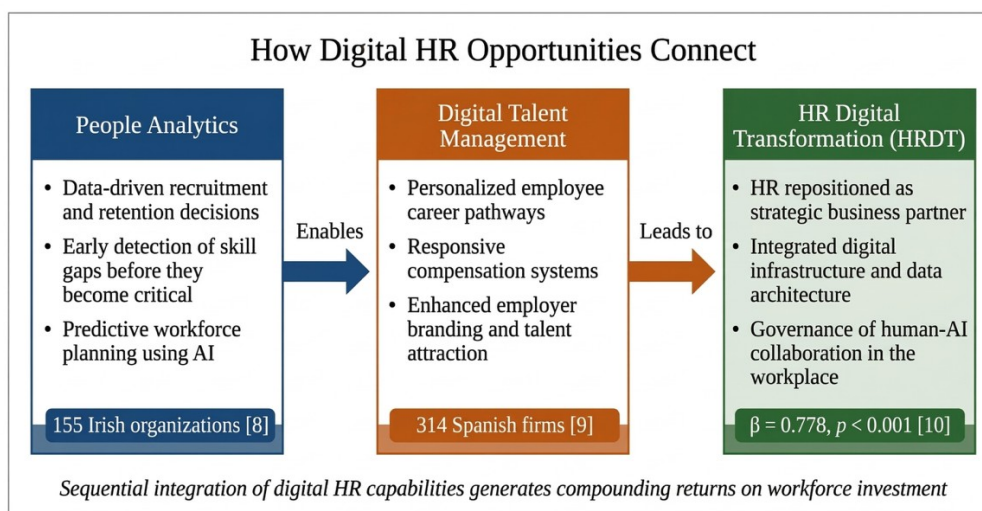 How Digital HR Opportunities Connect
People Analytics
• Data-driven recruitment
and retention decisions
• Early detection of skill
gaps before they
become critical
• Predictive workforce
planning using AI
155 Irish organizations [8]
Enables
Digital Talent
Management
• Personalized employee
career pathways
• Responsive
compensation systems
• Enhanced employer
branding and talent
attraction
314 Spanish firms [9]
Leads to
HR Digital
Transformation (HRDT)
• HR repositioned as
strategic business partner
• Integrated digital
infrastructure and data
architecture
• Governance of human-AI
collaboration in the
workplace
β = 0.778, p < 0.001 [10]
Sequential integration of digital HR capabilities generates compounding returns on workforce investment